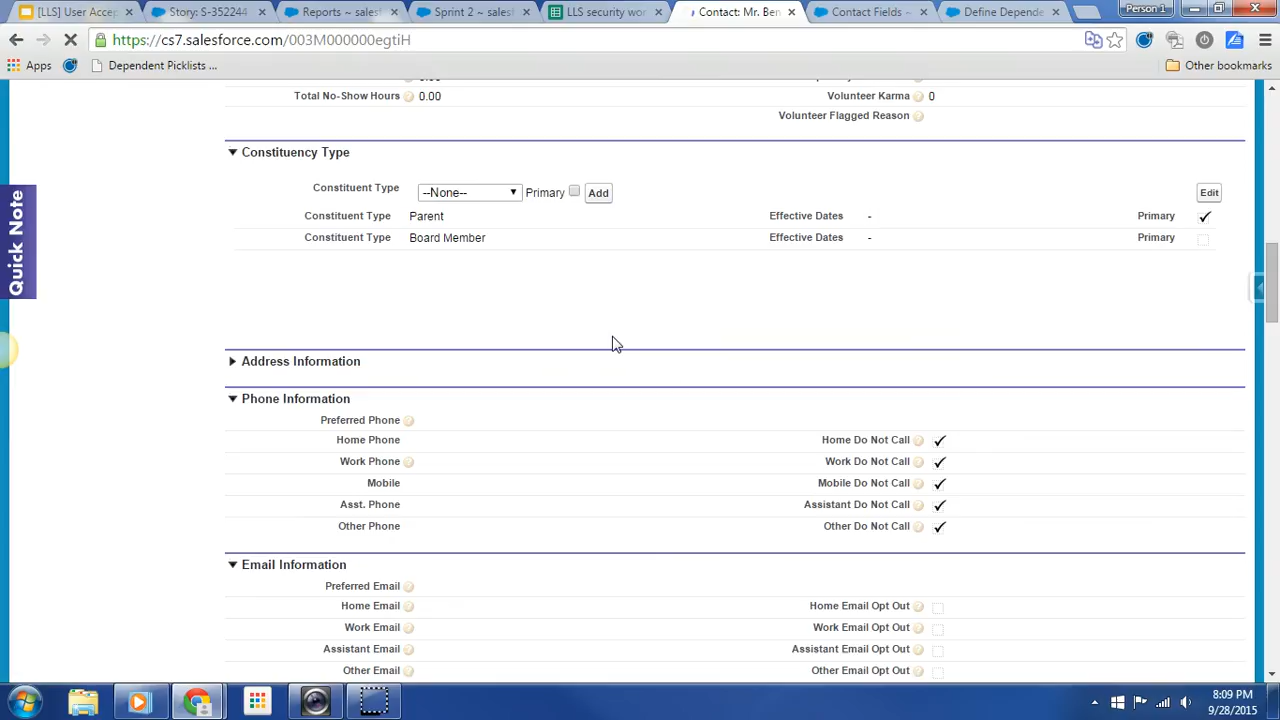 [LLS] User Accep
Story: S-352244
Reports ~ salesf
Sprint 2 ~ sales
LLS security wor
Contact: Mr. Ben
Contact Fields ~
Define Depende
Person 1
https://cs7.salesforce.com/003M000000egtiH
Apps
Dependent Picklists ...
Other bookmarks
Total No-Show Hours 0.00
Volunteer Karma 0
Volunteer Flagged Reason
Constituency Type
Constituent Type --None-- Primary Add Edit
Constituent Type Parent Effective Dates - Primary
Constituent Type Board Member Effective Dates - Primary
Quick Note
Address Information
Phone Information
Preferred Phone
Home Phone Home Do Not Call
Work Phone Work Do Not Call
Mobile Mobile Do Not Call
Asst. Phone Assistant Do Not Call
Other Phone Other Do Not Call
Email Information
Preferred Email
Home Email Home Email Opt Out
Work Email Work Email Opt Out
Assistant Email Assistant Email Opt Out
Other Email Other Email Opt Out
8:09 PM
9/28/2015